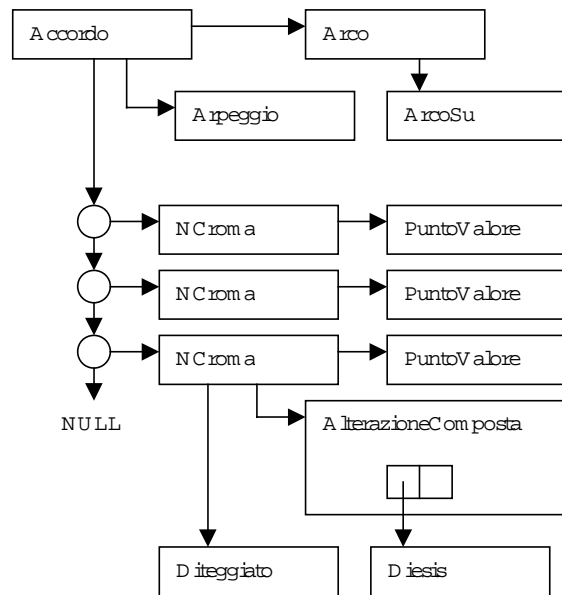 Accordo
Arco
Arpeggio
ArcoSu
NCroma
PuntoValore
NCroma
PuntoValore
NCroma
PuntoValore
NULL
AlterazioneComposta
Diteggiato
Diesis